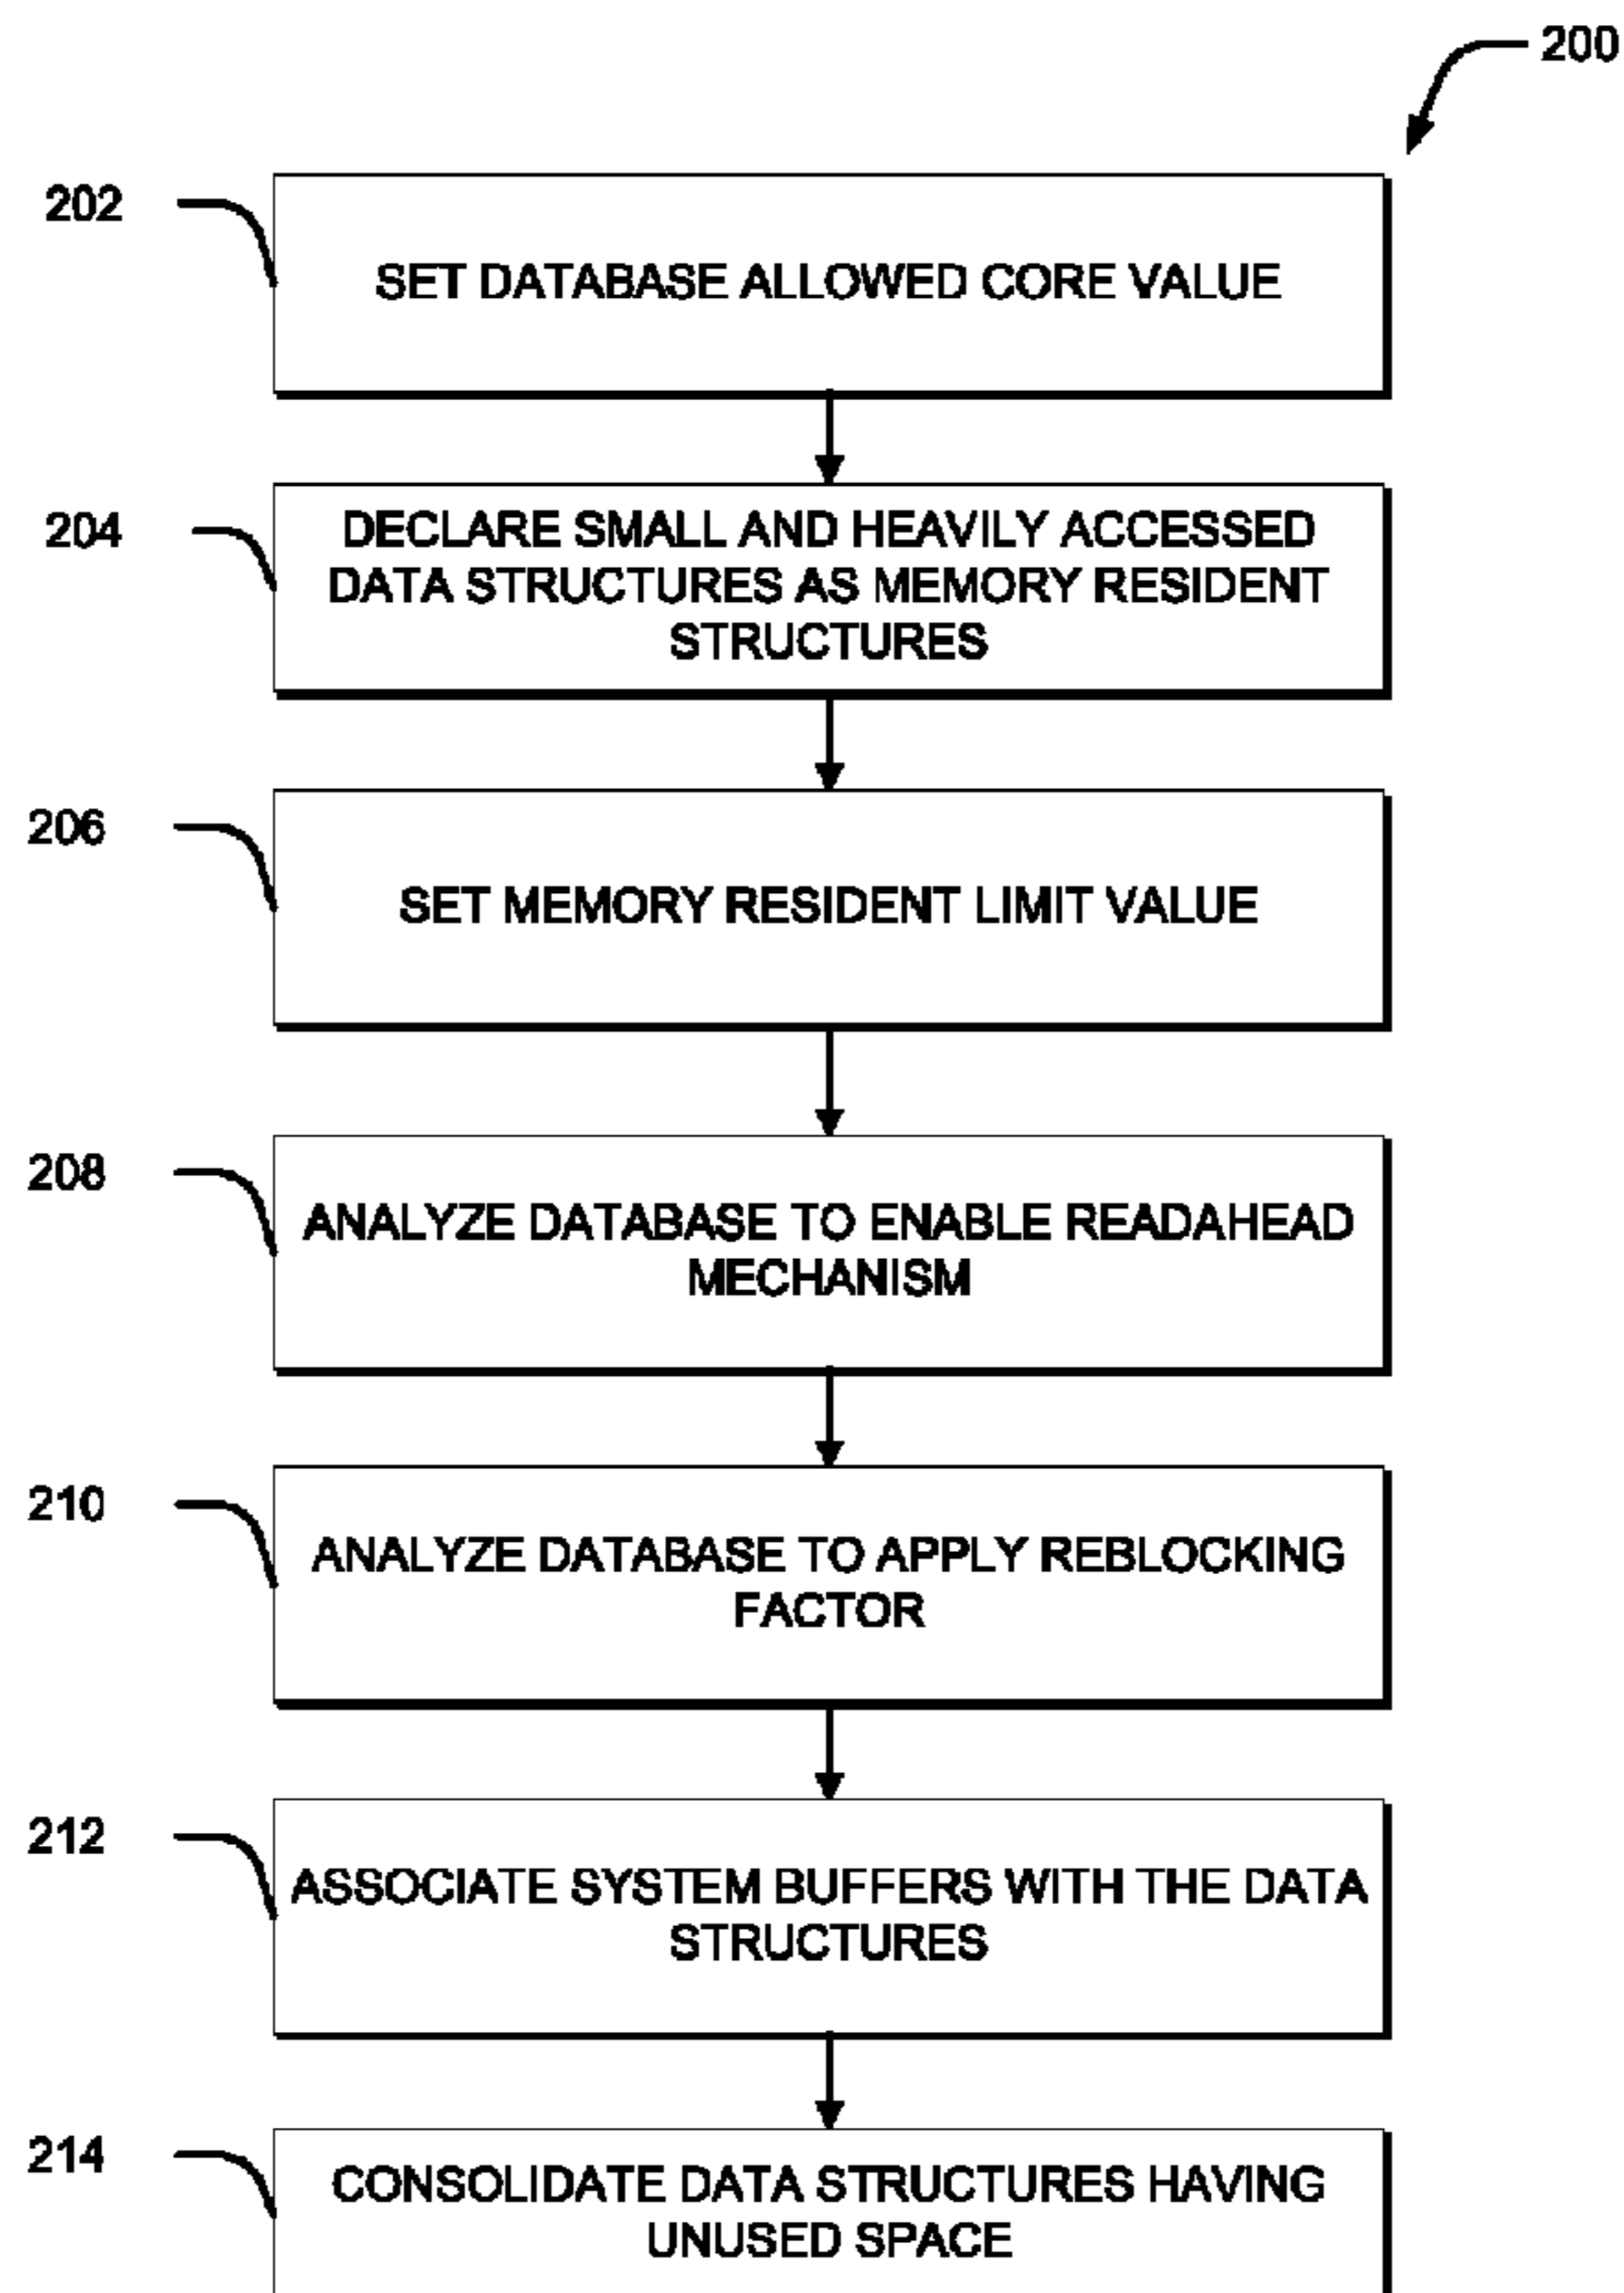 200
202
SET DATABASE ALLOWED CORE VALUE
204
DECLARE SMALL AND HEAVILY ACCESSED
DATA STRUCTURES AS MEMORY RESIDENT
STRUCTURES
206
SET MEMORY RESIDENT LIMIT VALUE
208
ANALYZE DATABASE TO ENABLE READAHEAD
MECHANISM
210
ANALYZE DATABASE TO APPLY REBLOCKING
FACTOR
212
ASSOCIATE SYSTEM BUFFERS WITH THE DATA
STRUCTURES
214
CONSOLIDATE DATA STRUCTURES HAVING
UNUSED SPACE